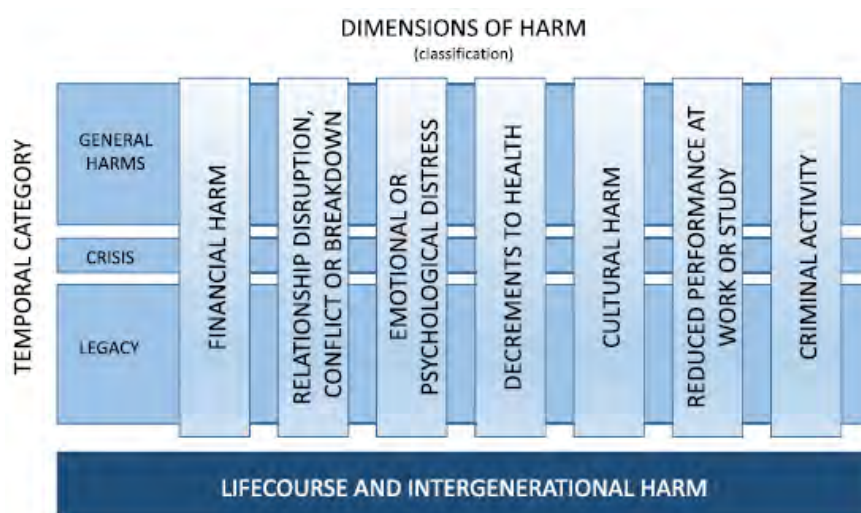 DIMENSIONS OF HARM
(classification)
TEMPORAL CATEGORY
GENERAL
HARMS
CRISIS
LEGACY
FINANCIAL HARM
RELATIONSHIP DISRUPTION,
CONFLICT OR BREAKDOWN
EMOTIONAL OR
PSYCHOLOGICAL DISTRESS
DECREMENTS TO HEALTH
CULTURAL HARM
REDUCED PERFORMANCE AT
WORK OR STUDY
CRIMINAL ACTIVITY
LIFECOURSE AND INTERGENERATIONAL HARM